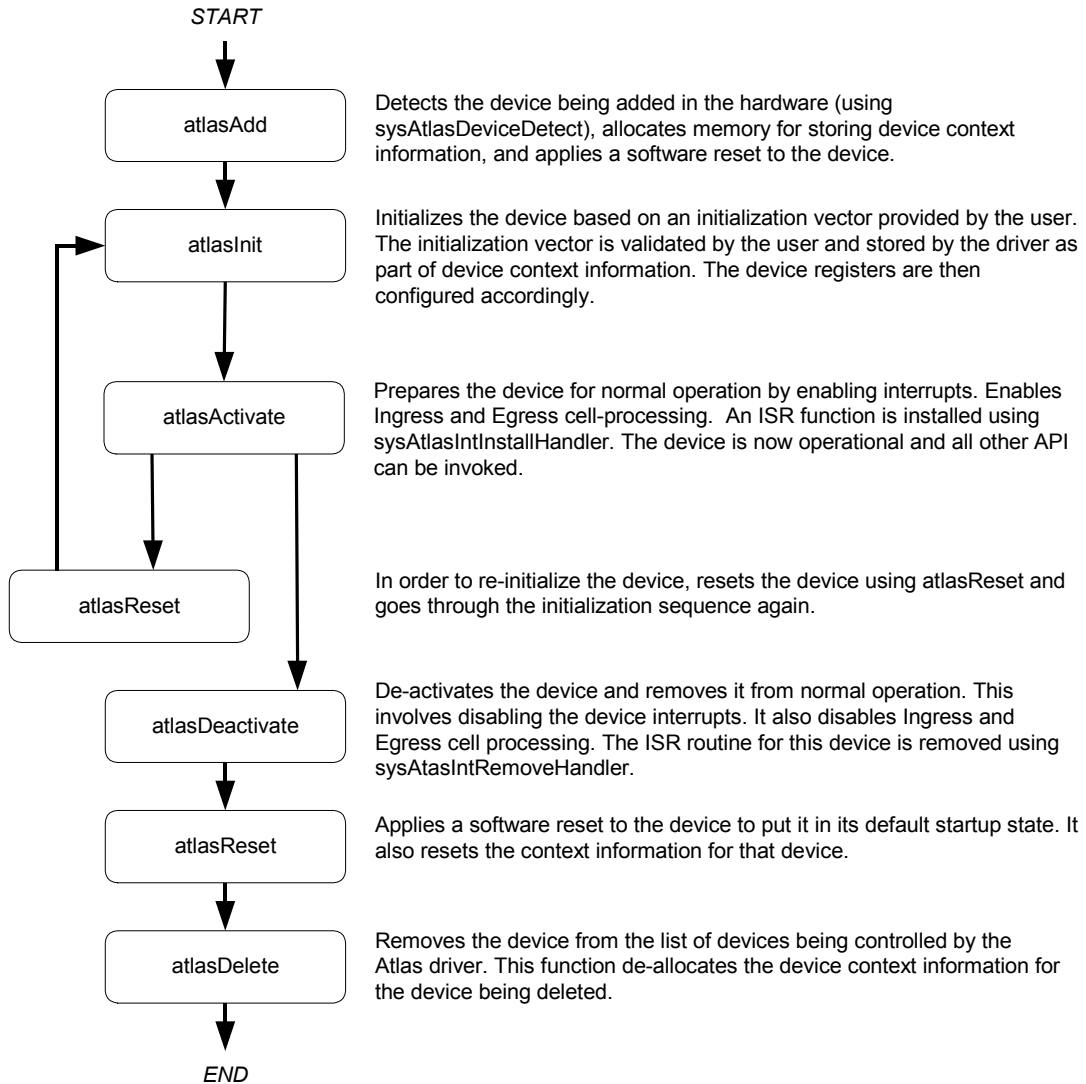 START
atlasAdd
Detects the device being added in the hardware (using
sysAtlasDeviceDetect), allocates memory for storing device context
information, and applies a software reset to the device.
atlasInit
Initializes the device based on an initialization vector provided by the user.
The initialization vector is validated by the user and stored by the driver as
part of device context information. The device registers are then
configured accordingly.
atlasActivate
Prepares the device for normal operation by enabling interrupts. Enables
Ingress and Egress cell-processing.  An ISR function is installed using
sysAtlasIntInstallHandler. The device is now operational and all other API
can be invoked.
atlasReset
In order to re-initialize the device, resets the device using atlasReset and
goes through the initialization sequence again.
atlasDeactivate
De-activates the device and removes it from normal operation. This
involves disabling the device interrupts. It also disables Ingress and
Egress cell processing. The ISR routine for this device is removed using
sysAtasIntRemoveHandler.
atlasReset
Applies a software reset to the device to put it in its default startup state. It
also resets the context information for that device.
atlasDelete
Removes the device from the list of devices being controlled by the
Atlas driver. This function de-allocates the device context information for
the device being deleted.
END